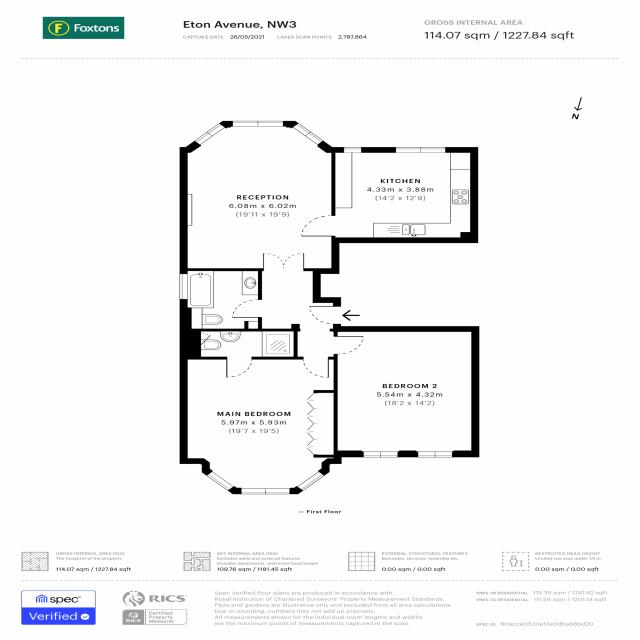 Foxtons
Eton Avenue, NW3
CAPTURE DATE 26/05/2021 LASER SCAN POINTS 2,787,864
GROSS INTERNAL AREA
114.07 sqm / 1227.84 sqft
N
RECEPTION
6.08m x 6.02m
(19'11 x 19'9)
KITCHEN
4.33m x 3.88m
(14'2 x 12'9)
MAIN BEDROOM
5.97m x 5.93m
(19'7 x 19'5)
BEDROOM 2
5.54m x 4.32m
(18'2 x 14'2)
First Floor
GROSS INTERNAL AREA (GIA)
The footprint of the property
114.07 sqm / 1227.84 sqft
NET INTERNAL AREA (NIA)
Excludes walls and external features
Includes washrooms, restricted head height
109.76 sqm / 1181.45 sqft
EXTERNAL STRUCTURAL FEATURES
Balconies, terraces, verandas etc.
0.00 sqm / 0.00 sqft
RESTRICTED HEAD HEIGHT
Limited use area under 1.5 m
0.00 sqm / 0.00 sqft
spec
Verified
RICS
Certified
Property
Measurer
Spec Verified floor plans are produced in accordance with
Royal Institution of Chartered Surveyors' Property Measurement Standards.
Plots and gardens are illustrative only and excluded from all area calculations.
Due to rounding, numbers may not add up precisely.
All measurements shown for the individual room lengths and widths
are the maximum points of measurements captured in the scan.
IPMS 3B RESIDENTIAL 115.35 sqm / 1241.62 sqft
IPMS 3C RESIDENTIAL 111.59 sqm / 1201.14 sqft
SPEC ID